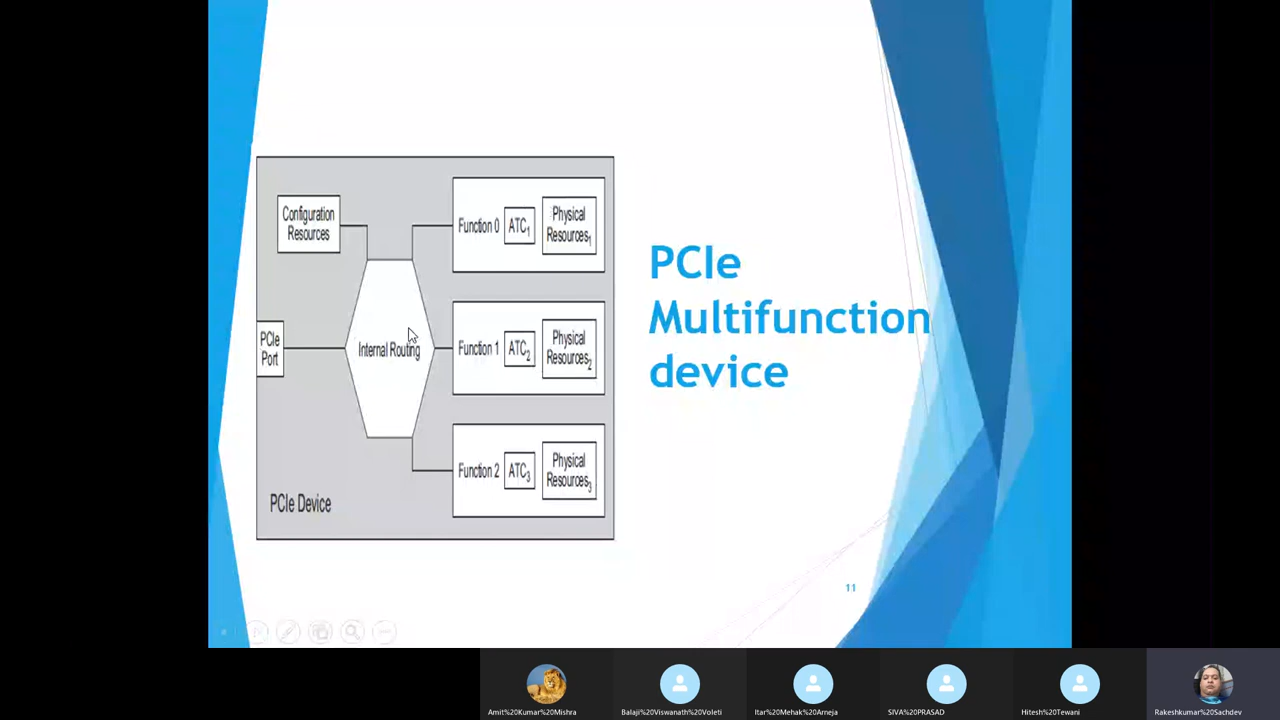 Configuration
Resources
PCIe
Port
Internal Routing
PCIe Device
Function 0
ATC1
Physical
Resources1
Function 1
ATC2
Physical
Resources2
Function 2
ATC3
Physical
Resources3
PCIe
Multifunction
device
11
Amit%20Kumar%20Mishra
Balaji%20Viswanath%20Voleti
Itar%20Mehak%20Arneja
SIVA%20PRASAD
Hitesh%20Tewani
Rakeshkumar%20Sachdev